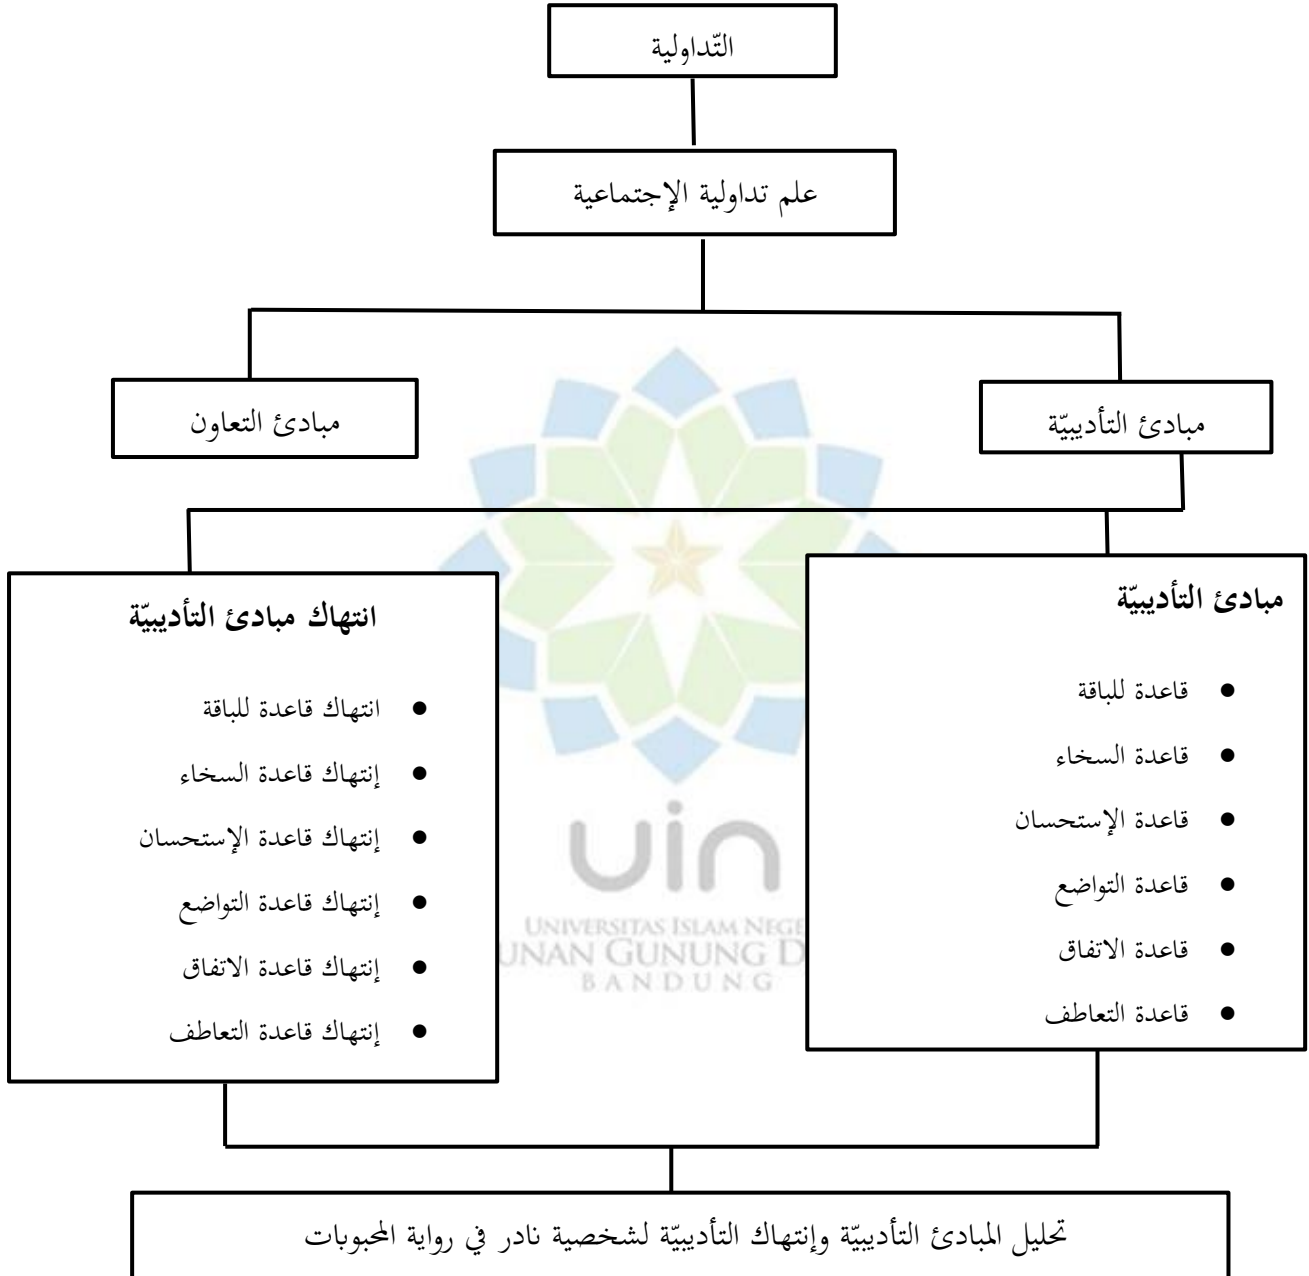 التّداولية
علم تداولية الإجتماعية
مبادئ التأديبيّة
مبادئ التعاون
مبادئ التأديبيّة
● قاعدة للباقة
● قاعدة السخاء
● قاعدة الإستحسان
● قاعدة التواضع
● قاعدة الاتفاق
● قاعدة التعاطف
انتهاك مبادئ التأديبيّة
● انتهاك قاعدة للباقة
● إنتهاك قاعدة السخاء
● إنتهاك قاعدة الإستحسان
● إنتهاك قاعدة التواضع
● إنتهاك قاعدة الاتفاق
● إنتهاك قاعدة التعاطف
uin
UNIVERSITAS ISLAM NEGE
UNAN GUNUNG D
BANDUNG
تحليل المبادئ التأديبيّة وإنتهاك التأديبيّة لشخصية نادر في رواية المحبوبات